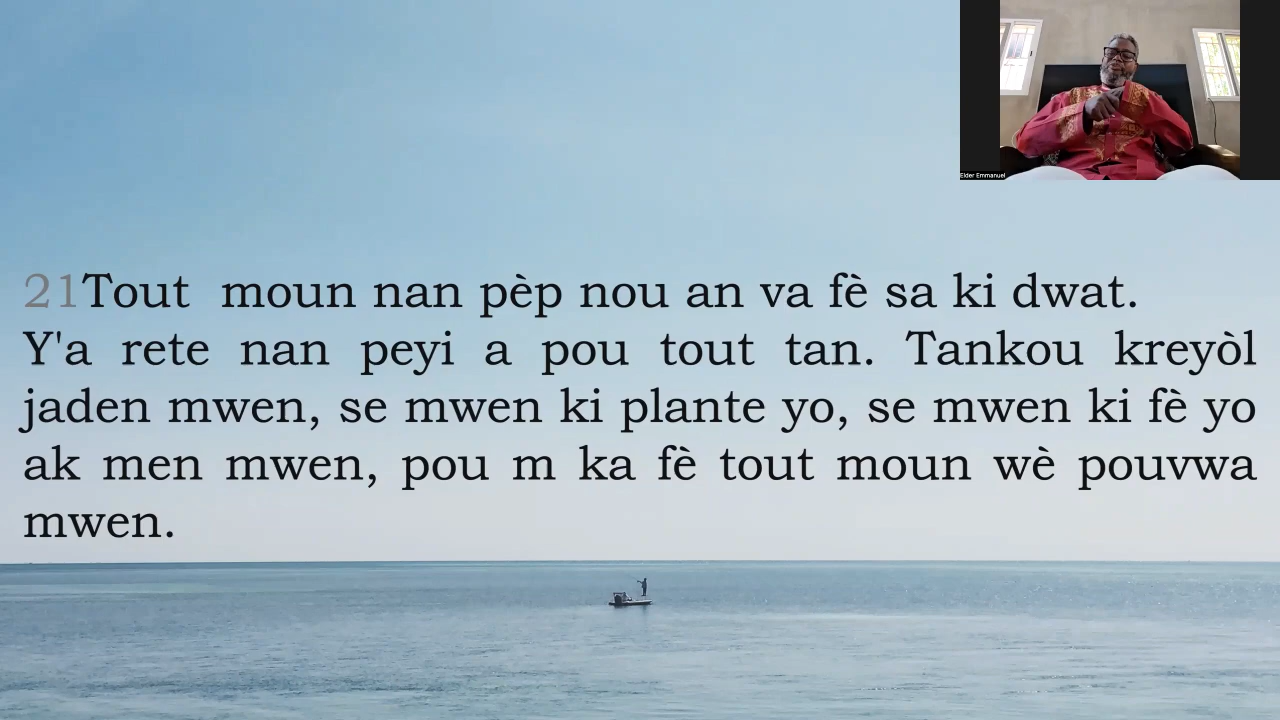 Elder Emmanuel
21Tout moun nan pèp nou an va fè sa ki dwat.
Y'a rete nan peyi a pou tout tan. Tankou kreyòl
jaden mwen, se mwen ki plante yo, se mwen ki fè yo
ak men mwen, pou m ka fè tout moun wè pouvwa
mwen.